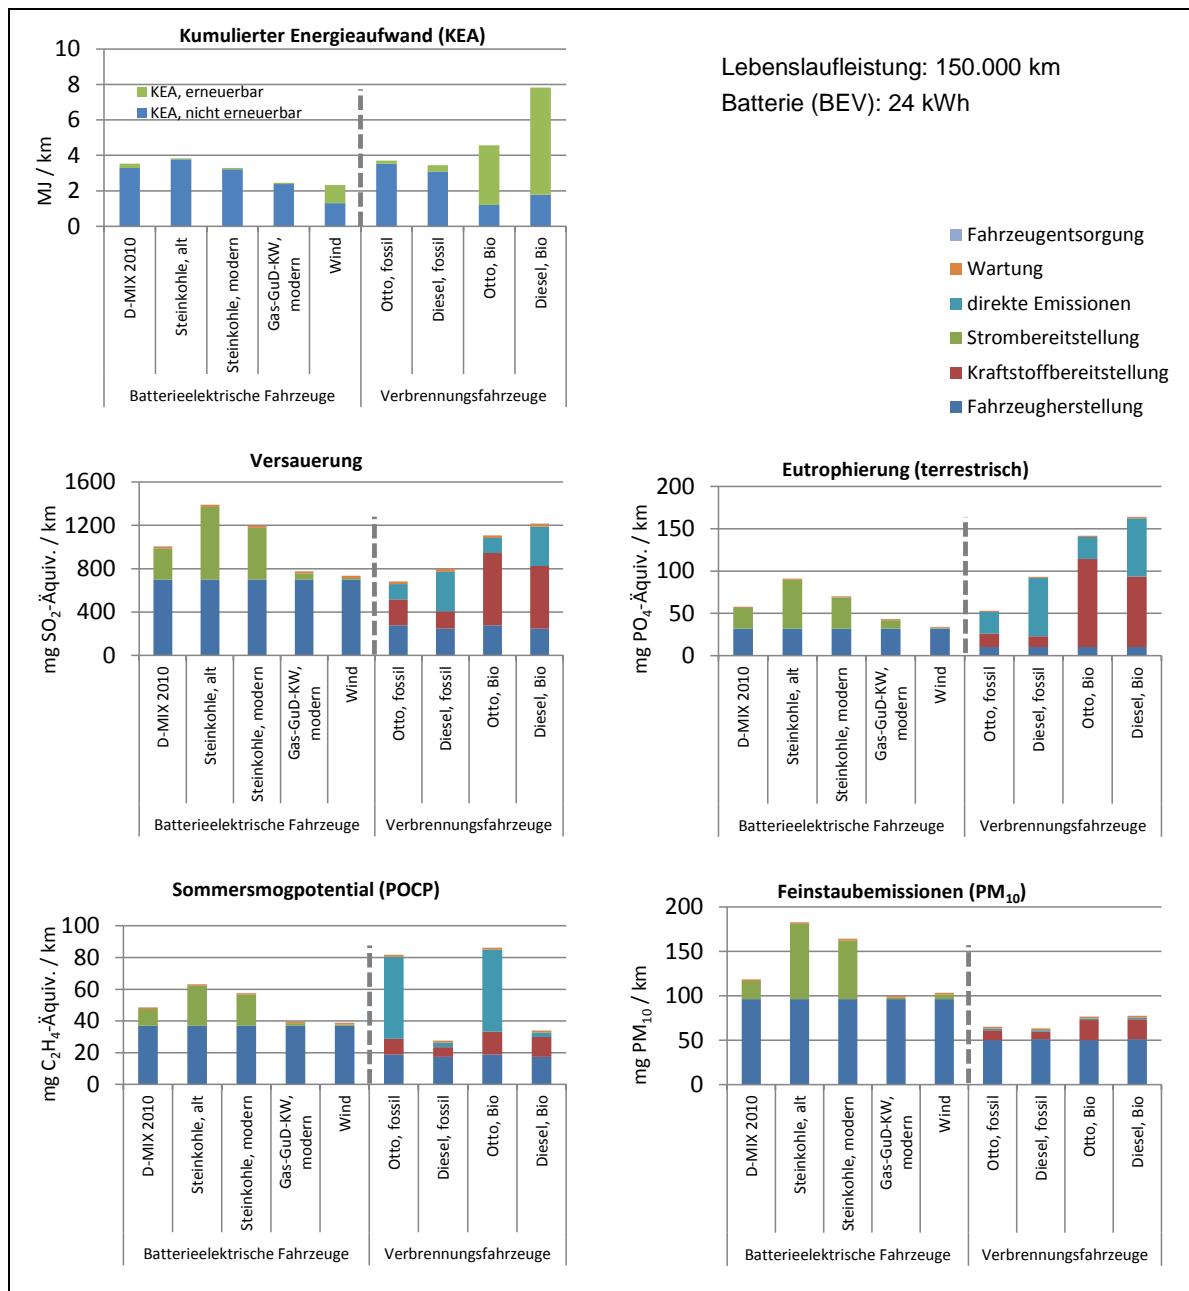 Kumulierter Energieaufwand (KEA)
10
8
6
4
2
0
MJ / km
KEA, erneuerbar
KEA, nicht erneuerbar
D-MIX 2010
Steinkohle, alt
Steinkohle, modern
Gas-GuD-KW,
modern
Wind
Otto, fossil
Diesel, fossil
Otto, Bio
Diesel, Bio
Batterieelektrische Fahrzeuge
Verbrennungsfahrzeuge
Lebenslaufleistung: 150.000 km
Batterie (BEV): 24 kWh
Fahrzeugentsorgung
Wartung
direkte Emissionen
Strombereitstellung
Kraftstoffbereitstellung
Fahrzeugherstellung
Versauerung
1600
1200
800
400
0
mg SO₂-Äquiv. / km
D-MIX 2010
Steinkohle, alt
Steinkohle, modern
Gas-GuD-KW,
modern
Wind
Otto, fossil
Diesel, fossil
Otto, Bio
Diesel, Bio
Batterieelektrische Fahrzeuge
Verbrennungsfahrzeuge
Eutrophierung (terrestrisch)
200
150
100
50
0
mg PO₄-Äquiv. / km
D-MIX 2010
Steinkohle, alt
Steinkohle, modern
Gas-GuD-KW,
modern
Wind
Otto, fossil
Diesel, fossil
Otto, Bio
Diesel, Bio
Batterieelektrische Fahrzeuge
Verbrennungsfahrzeuge
Sommersmogpotential (POCP)
100
80
60
40
20
0
mg C₂H₄-Äquiv. / km
D-MIX 2010
Steinkohle, alt
Steinkohle, modern
Gas-GuD-KW,
modern
Wind
Otto, fossil
Diesel, fossil
Otto, Bio
Diesel, Bio
Batterieelektrische Fahrzeuge
Verbrennungsfahrzeuge
Feinstaubemissionen (PM₁₀)
200
150
100
50
0
mg PM₁₀ / km
D-MIX 2010
Steinkohle, alt
Steinkohle, modern
Gas-GuD-KW,
modern
Wind
Otto, fossil
Diesel, fossil
Otto, Bio
Diesel, Bio
Batterieelektrische Fahrzeuge
Verbrennungsfahrzeuge